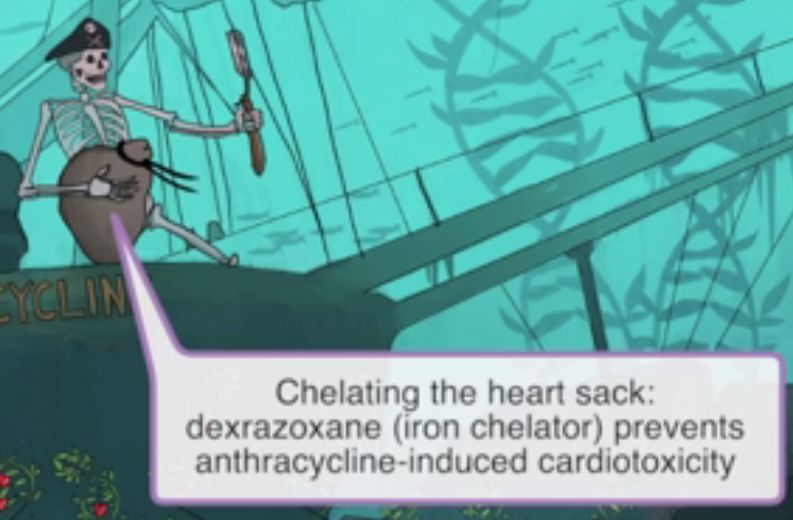 CYCLIN
Chelating the heart sack:
dexrazoxane (iron chelator) prevents
anthracycline-induced cardiotoxicity